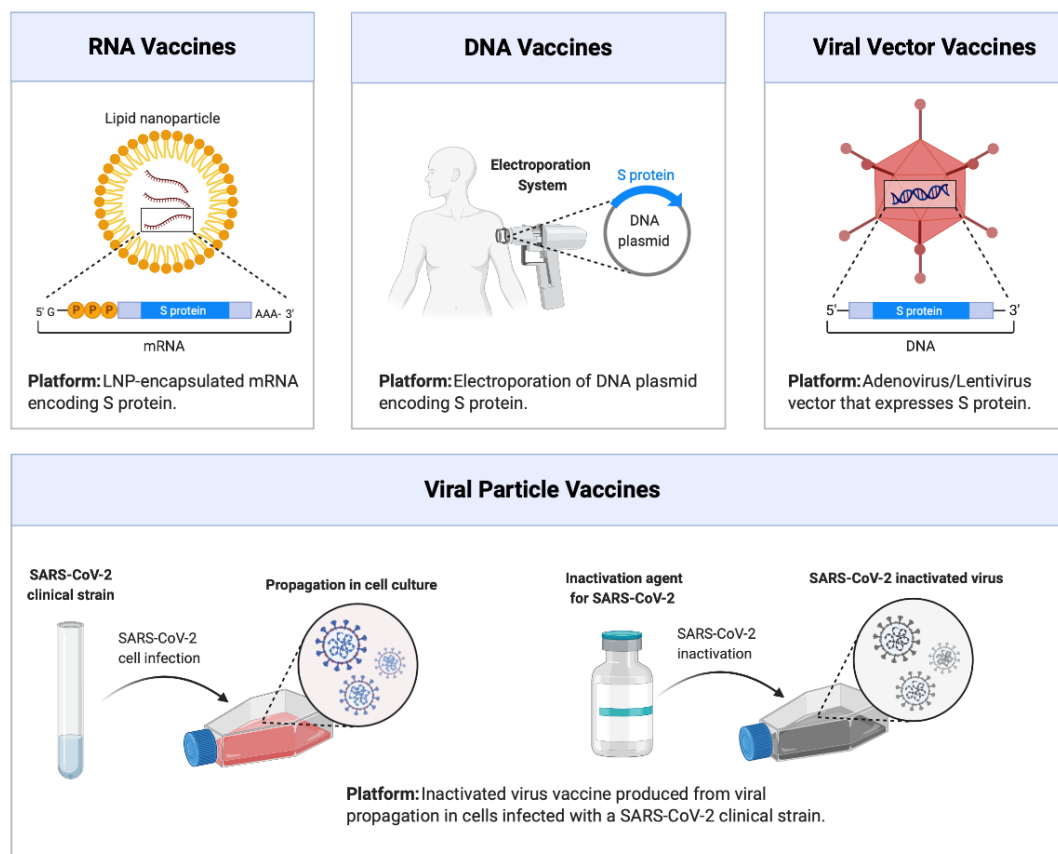 RNA Vaccines
Lipid nanoparticle
5' G
P P P
S protein
AAA- 3'
mRNA
Platform: LNP-encapsulated mRNA
encoding S protein.
DNA Vaccines
Electroporation
System
S protein
DNA
plasmid
Platform: Electroporation of DNA plasmid
encoding S protein.
Viral Vector Vaccines
5'
S protein
3'
DNA
Platform: Adenovirus/Lentivirus
vector that expresses S protein.
Viral Particle Vaccines
SARS-CoV-2
clinical strain
SARS-CoV-2
cell infection
Propagation in cell culture
Inactivation agent
for SARS-CoV-2
SARS-CoV-2
inactivation
SARS-CoV-2 inactivated virus
Platform: Inactivated virus vaccine produced from viral
propagation in cells infected with a SARS-CoV-2 clinical strain.